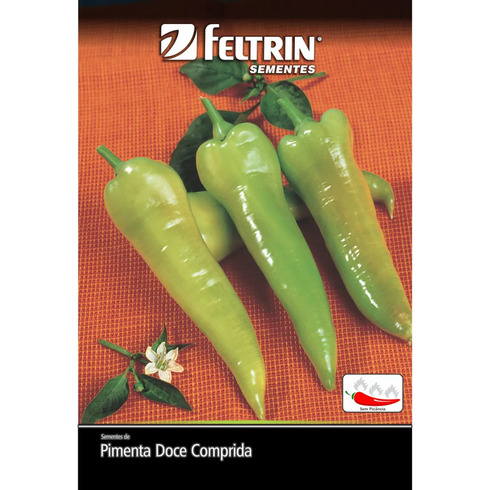 FELTRIN®
SEMENTES
Sem Picância
Sementes de
Pimenta Doce Comprida